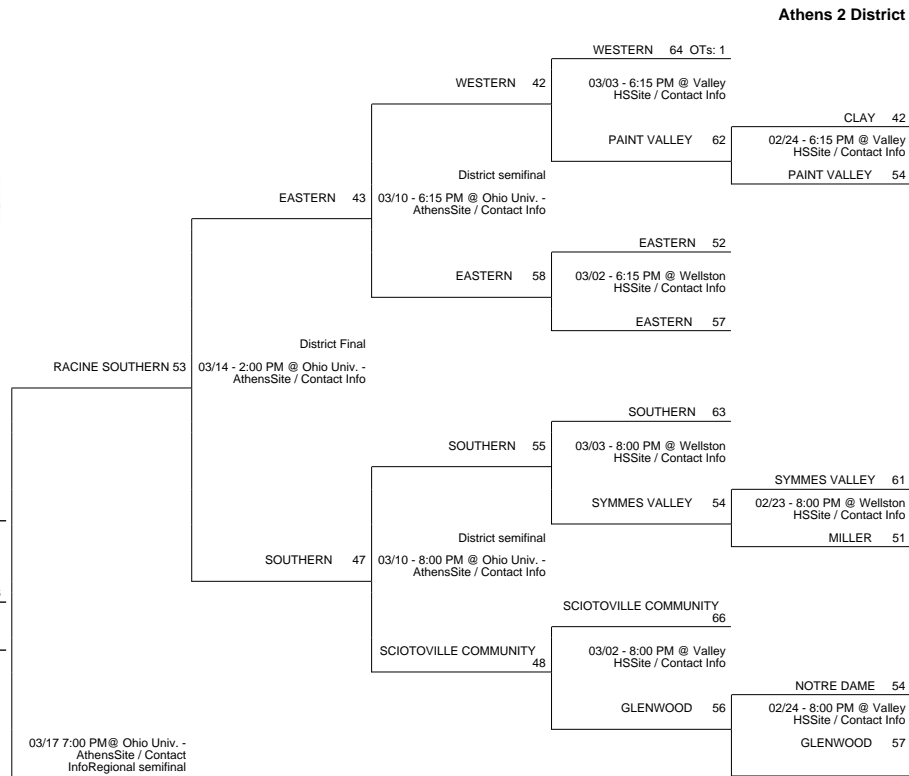 Athens 2 District
WESTERN 64 OTs: 1
WESTERN 42
03/03 - 6:15 PM @ Valley
HSSite / Contact Info
CLAY 42
PAINT VALLEY 62
02/24 - 6:15 PM @ Valley
HSSite / Contact Info
District semifinal
PAINT VALLEY 54
EASTERN 43
03/10 - 6:15 PM @ Ohio Univ. -
AthensSite / Contact Info
EASTERN 52
EASTERN 58
03/02 - 6:15 PM @ Wellston
HSSite / Contact Info
EASTERN 57
District Final
RACINE SOUTHERN 53
03/14 - 2:00 PM @ Ohio Univ. -
AthensSite / Contact Info
SOUTHERN 63
SOUTHERN 55
03/03 - 8:00 PM @ Wellston
HSSite / Contact Info
SYMMES VALLEY 61
SYMMES VALLEY 54
02/23 - 8:00 PM @ Wellston
HSSite / Contact Info
District semifinal
MILLER 51
SOUTHERN 47
03/10 - 8:00 PM @ Ohio Univ. -
AthensSite / Contact Info
SCIOTOVILLE COMMUNITY
66
SCIOTOVILLE COMMUNITY
48
03/02 - 8:00 PM @ Valley
HSSite / Contact Info
NOTRE DAME 54
GLENWOOD 56
02/24 - 8:00 PM @ Valley
HSSite / Contact Info
GLENWOOD 57
03/17 7:00 PM@ Ohio Univ. -
AthensSite / Contact
InfoRegional semifinal